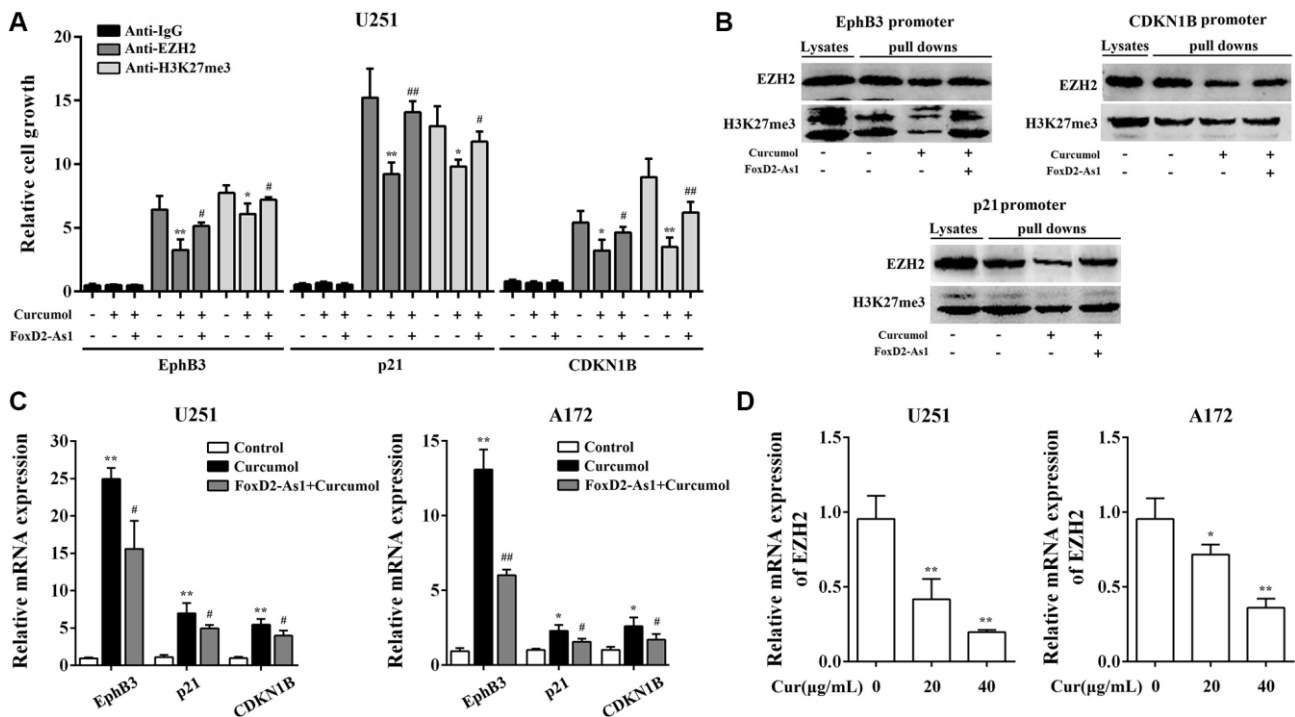 A
U251
Anti-IgG
Anti-EZH2
Anti-H3K27me3
Relative cell growth
20
15
10
5
0
** # * # ** ## * # * # ** ##
Curcumol - + + - + + - + + - + + - + + - + + - + + - + + - + +
FoxD2-As1 - - + - - + - - + - - + - - + - - + - - + - - + - - +
EphB3 p21 CDKN1B
B
EphB3 promoter
Lysates pull downs
EZH2
H3K27me3
Curcumol - - + +
FoxD2-As1 - - - +
CDKN1B promoter
Lysates pull downs
EZH2
H3K27me3
Curcumol - - + +
FoxD2-As1 - - - +
p21 promoter
Lysates pull downs
EZH2
H3K27me3
Curcumol - - + +
FoxD2-As1 - - - +
C
U251
Relative mRNA expression
30
25
20
15
10
5
0
Control
Curcumol
FoxD2-As1+Curcumol
** # ** # ** #
EphB3 p21 CDKN1B
A172
Relative mRNA expression
15
10
5
0
Control
Curcumol
FoxD2-As1+Curcumol
** ## * # * #
EphB3 p21 CDKN1B
D
U251
Relative mRNA expression
of EZH2
1.5
1.0
0.5
0.0
** **
Cur(μg/mL) 0 20 40
A172
Relative mRNA expression
of EZH2
1.5
1.0
0.5
0.0
* **
Cur(μg/mL) 0 20 40